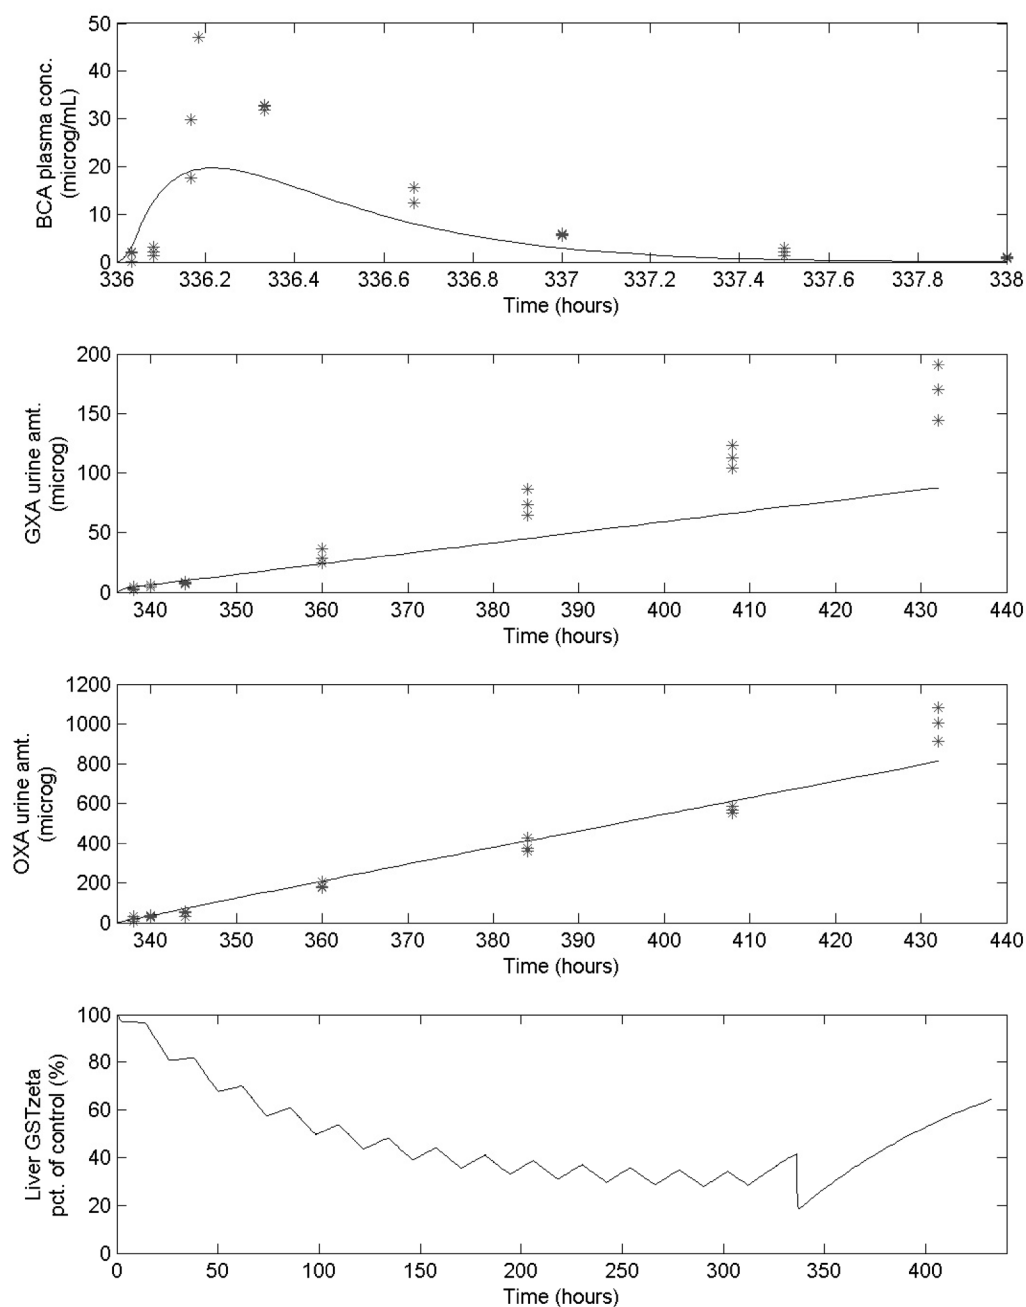 50
40
30
20
10
0
BCA plasma conc.
(microg/mL)
336 336.2 336.4 336.6 336.8 337 337.2 337.4 337.6 337.8 338
Time (hours)
200
150
100
50
0
GXA urine amt.
(microg)
340 350 360 370 380 390 400 410 420 430 440
Time (hours)
1200
1000
800
600
400
200
0
OXA urine amt.
(microg)
340 350 360 370 380 390 400 410 420 430 440
Time (hours)
100
80
60
40
20
0
Liver GSTzeta
pct. of control (%)
0 50 100 150 200 250 300 350 400
Time (hours)